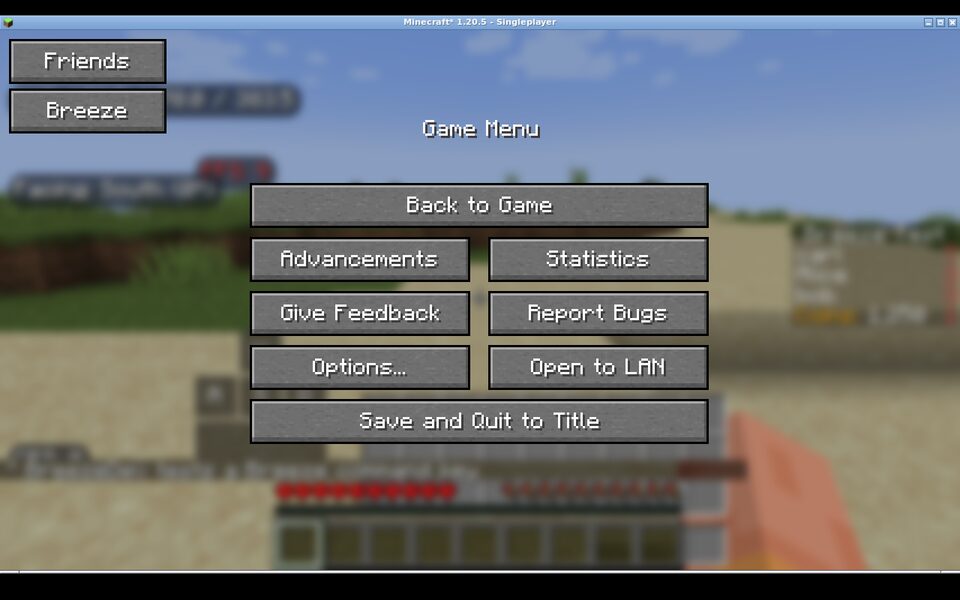 Minecraft* 1.20.5 - Singleplayer
Friends
Breeze
Game Menu
Back to Game
Advancements
Statistics
Give Feedback
Report Bugs
Options...
Open to LAN
Save and Quit to Title